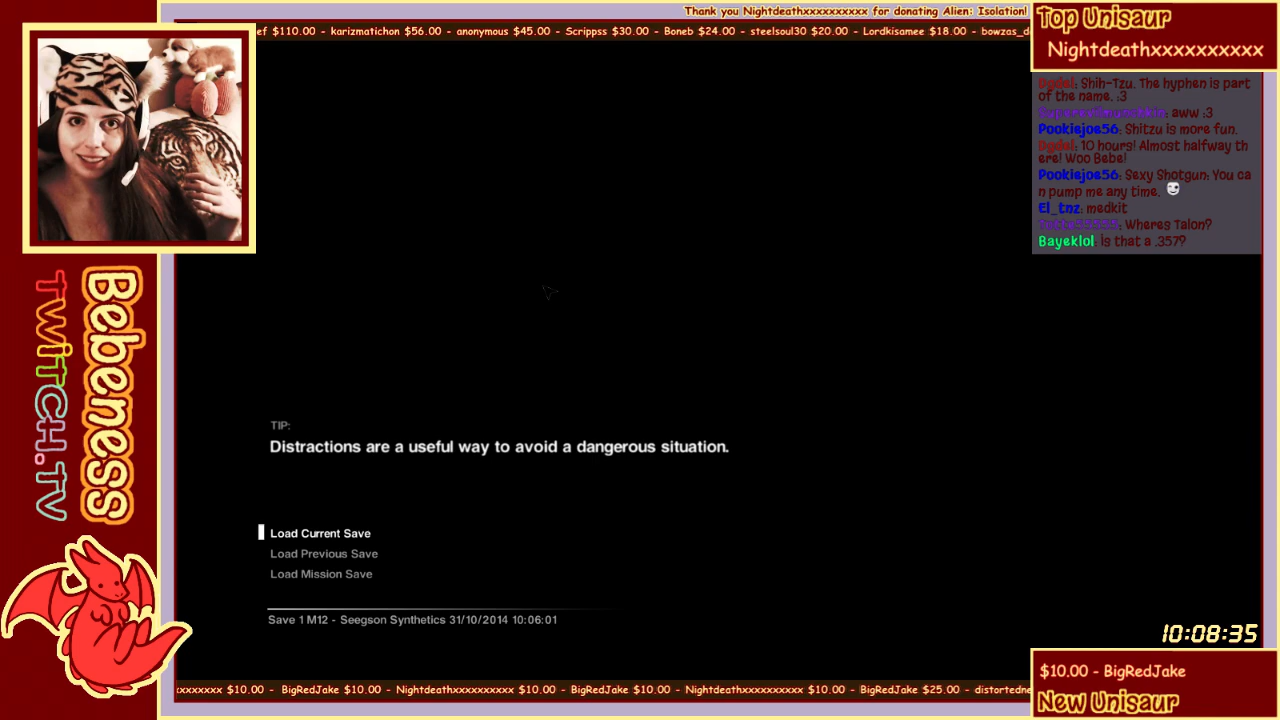 Thank you Nightdeathxxxxxxxxxx for donating Alien: Isolation!
ef $110.00 - karizmatichon $56.00 - anonymous $45.00 - Scrippss $30.00 - Boneb $24.00 - steelsoul30 $20.00 - Lordkisamee $18.00 - bowzas_d
Top Unisaur
Nightdeathxxxxxxxxxx
Shih-Tzu. The hyphen is part
of the name. :3
aww :3
Pookiejoe56: Shitzu is more fun.
10 hours! Almost halfway th
ere! Woo Bebe!
Pookiejoe56: Sexy Shotgun: You ca
n pump me any time.
El_tnz: medkit
Wheres Talon?
Bayeklol: Is that a .357?
Bebeness
TWiTCH.TV
TIP:
Distractions are a useful way to avoid a dangerous situation.
Load Current Save
Load Previous Save
Load Mission Save
Save 1 M12 - Seegson Synthetics 31/10/2014 10:06:01
10:08:35
$10.00 - BigRedJake
New Unisaur
xxxxxxx $10.00 - BigRedJake $10.00 - Nightdeathxxxxxxxxxx $10.00 - BigRedJake $10.00 - Nightdeathxxxxxxxxxx $10.00 - BigRedJake $25.00 - distortedne